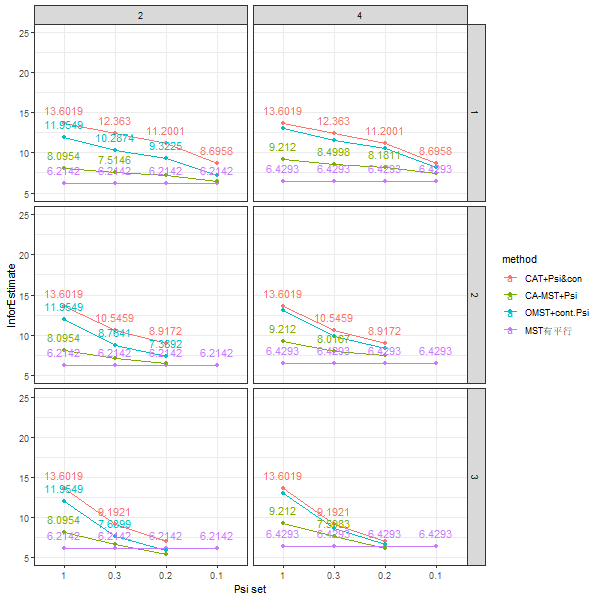 2 4
25
20
15
10
5
13.6019 12.363 11.2001 8.6958
11.9549 10.2874 9.3225
8.0954 7.5146
6.2142 6.2142 6.2142 6.2142
13.6019 12.363 11.2001 8.6958
9.212 8.4998 8.1811
6.4293 6.4293 6.4293 6.4293
1
25
20
15
10
5
13.6019 10.5459 8.9172
11.9549 8.7841 7.3692
8.0954
6.2142 6.2142 6.2142 6.2142
13.6019 10.5459 8.9172
9.212 8.0167
6.4293 6.4293 6.4293 6.4293
2
25
20
15
10
5
13.6019 9.1921
11.9549 7.6899
8.0954
6.2142 6.2142 6.2142 6.2142
13.6019 9.1921
9.212
6.4293 6.4293 6.4293 6.4293
3
1 0.3 0.2 0.1
1 0.3 0.2 0.1
Psi set
InforEstimate
method
CAT+Psi&con
CA-MST+Psi
OMST+cont.Psi
MST有平行